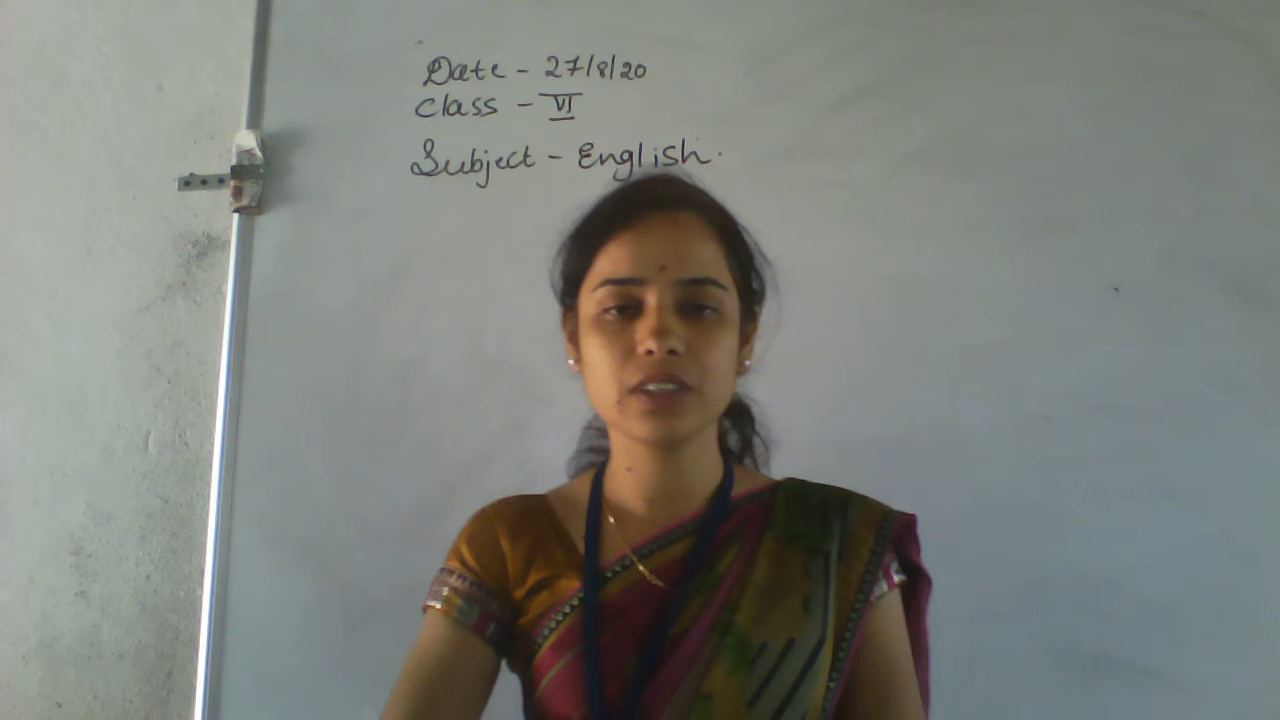 Date - 27/8/20
Class - VI
Subject - English.